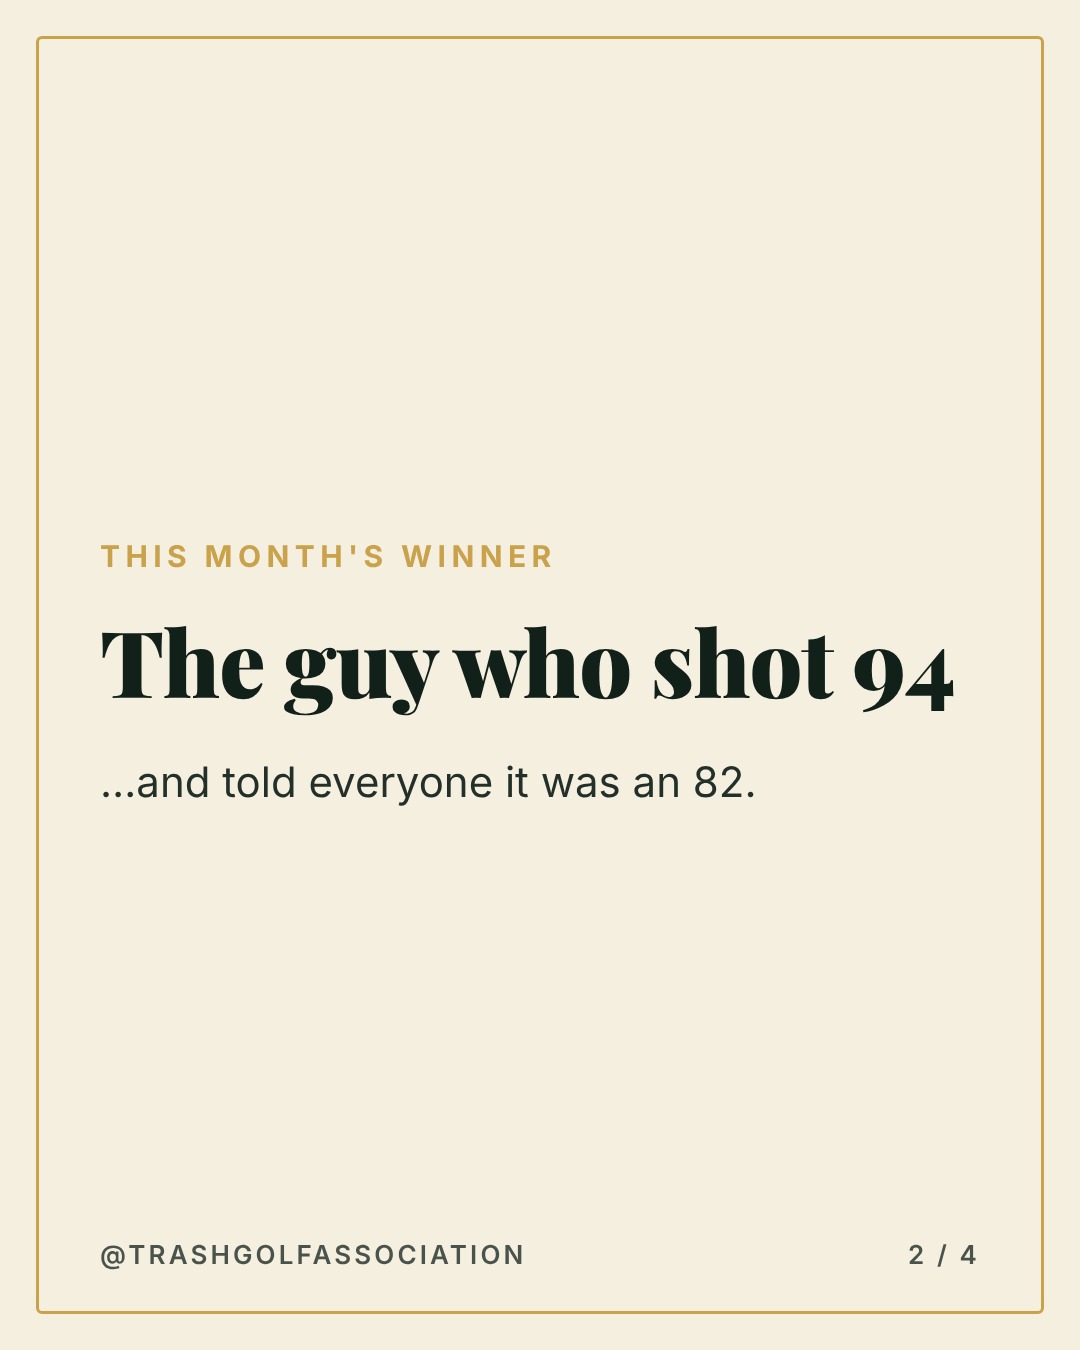 THIS MONTH'S WINNER
The guy who shot 94
...and told everyone it was an 82.
@TRASHGOLFASSOCIATION
2 / 4